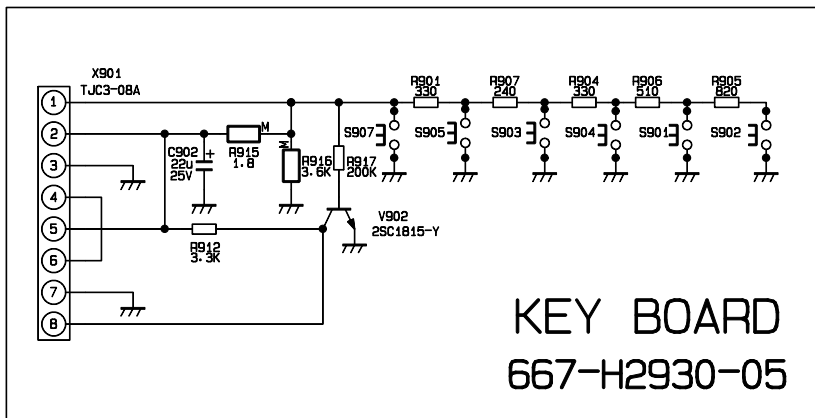 X901
TJC3-08A
1
2
3
4
5
6
7
8
C902
22u
25V
+
R915
1.8
M
M
R916
3.6K
R917
200K
R912
3.3K
V902
2SC1815-Y
R901
330
R907
240
R904
330
R906
510
R905
820
S907
S905
S903
S904
S901
S902
KEY BOARD
667-H2930-05